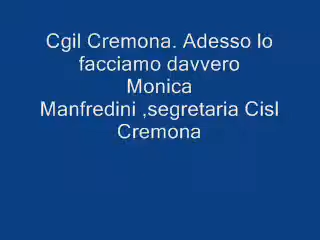 Cgil Cremona. Adesso lo
facciamo davvero
Monica
Manfredini ,segretaria Cisl
Cremona